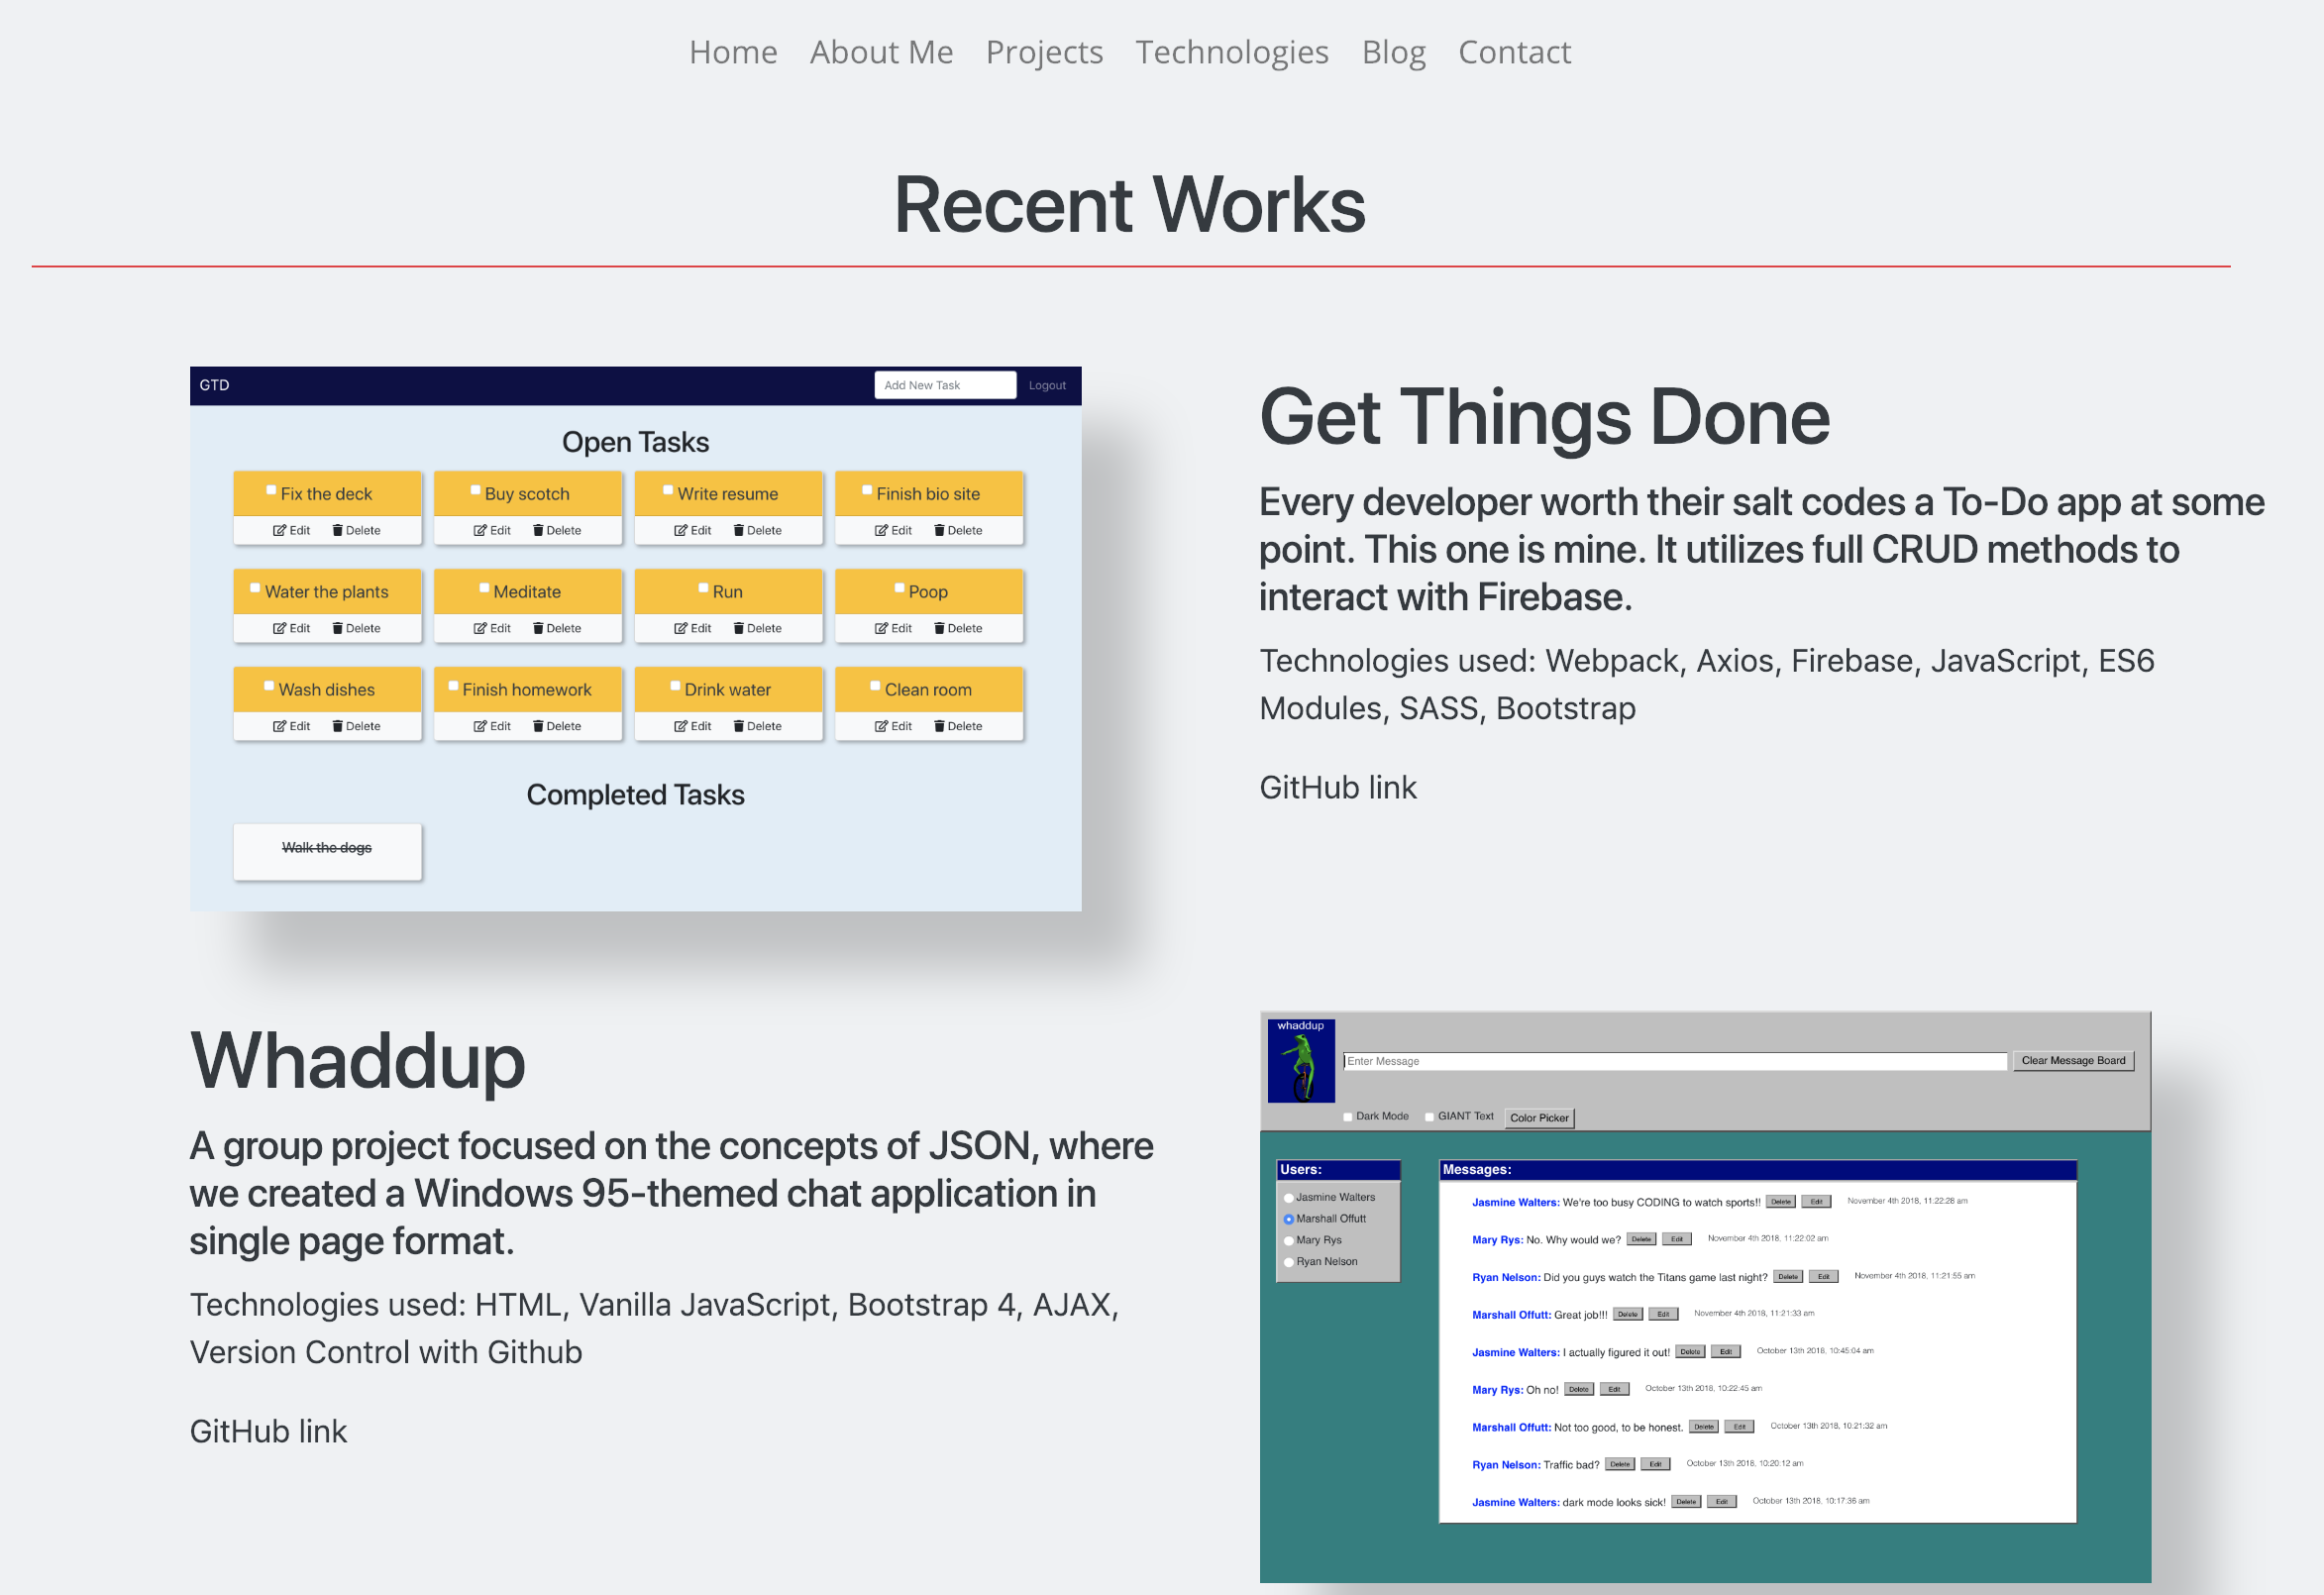 Home About Me Projects Technologies Blog Contact
Recent Works
GTD Add New Task Logout
Open Tasks
Fix the deck Buy scotch Write resume Finish bio site
Edit Delete Edit Delete Edit Delete Edit Delete
Water the plants Meditate Run Poop
Edit Delete Edit Delete Edit Delete Edit Delete
Wash dishes Finish homework Drink water Clean room
Edit Delete Edit Delete Edit Delete Edit Delete
Completed Tasks
Walk the dogs
Get Things Done
Every developer worth their salt codes a To-Do app at some
point. This one is mine. It utilizes full CRUD methods to
interact with Firebase.
Technologies used: Webpack, Axios, Firebase, JavaScript, ES6
Modules, SASS, Bootstrap
GitHub link
Whaddup
A group project focused on the concepts of JSON, where
we created a Windows 95-themed chat application in
single page format.
Technologies used: HTML, Vanilla JavaScript, Bootstrap 4, AJAX,
Version Control with Github
GitHub link
whaddup
Enter Message Clear Message Board
Dark Mode GIANT Text Color Picker
Users:
Jasmine Walters
Marshall Offutt
Mary Rys
Ryan Nelson
Messages:
Jasmine Walters: We're too busy CODING to watch sports!! Delete Edit November 4th 2018, 11:22:28 am
Mary Rys: No. Why would we? Delete Edit November 4th 2018, 11:22:02 am
Ryan Nelson: Did you guys watch the Titans game last night? Delete Edit November 4th 2018, 11:21:55 am
Marshall Offutt: Great job!!! Delete Edit November 4th 2018, 11:21:33 am
Jasmine Walters: I actually figured it out! Delete Edit October 13th 2018, 10:45:04 am
Mary Rys: Oh no! Delete Edit October 13th 2018, 10:22:45 am
Marshall Offutt: Not too good, to be honest. Delete Edit October 13th 2018, 10:21:32 am
Ryan Nelson: Traffic bad? Delete Edit October 13th 2018, 10:20:12 am
Jasmine Walters: dark mode looks sick! Delete Edit October 13th 2018, 10:17:36 am